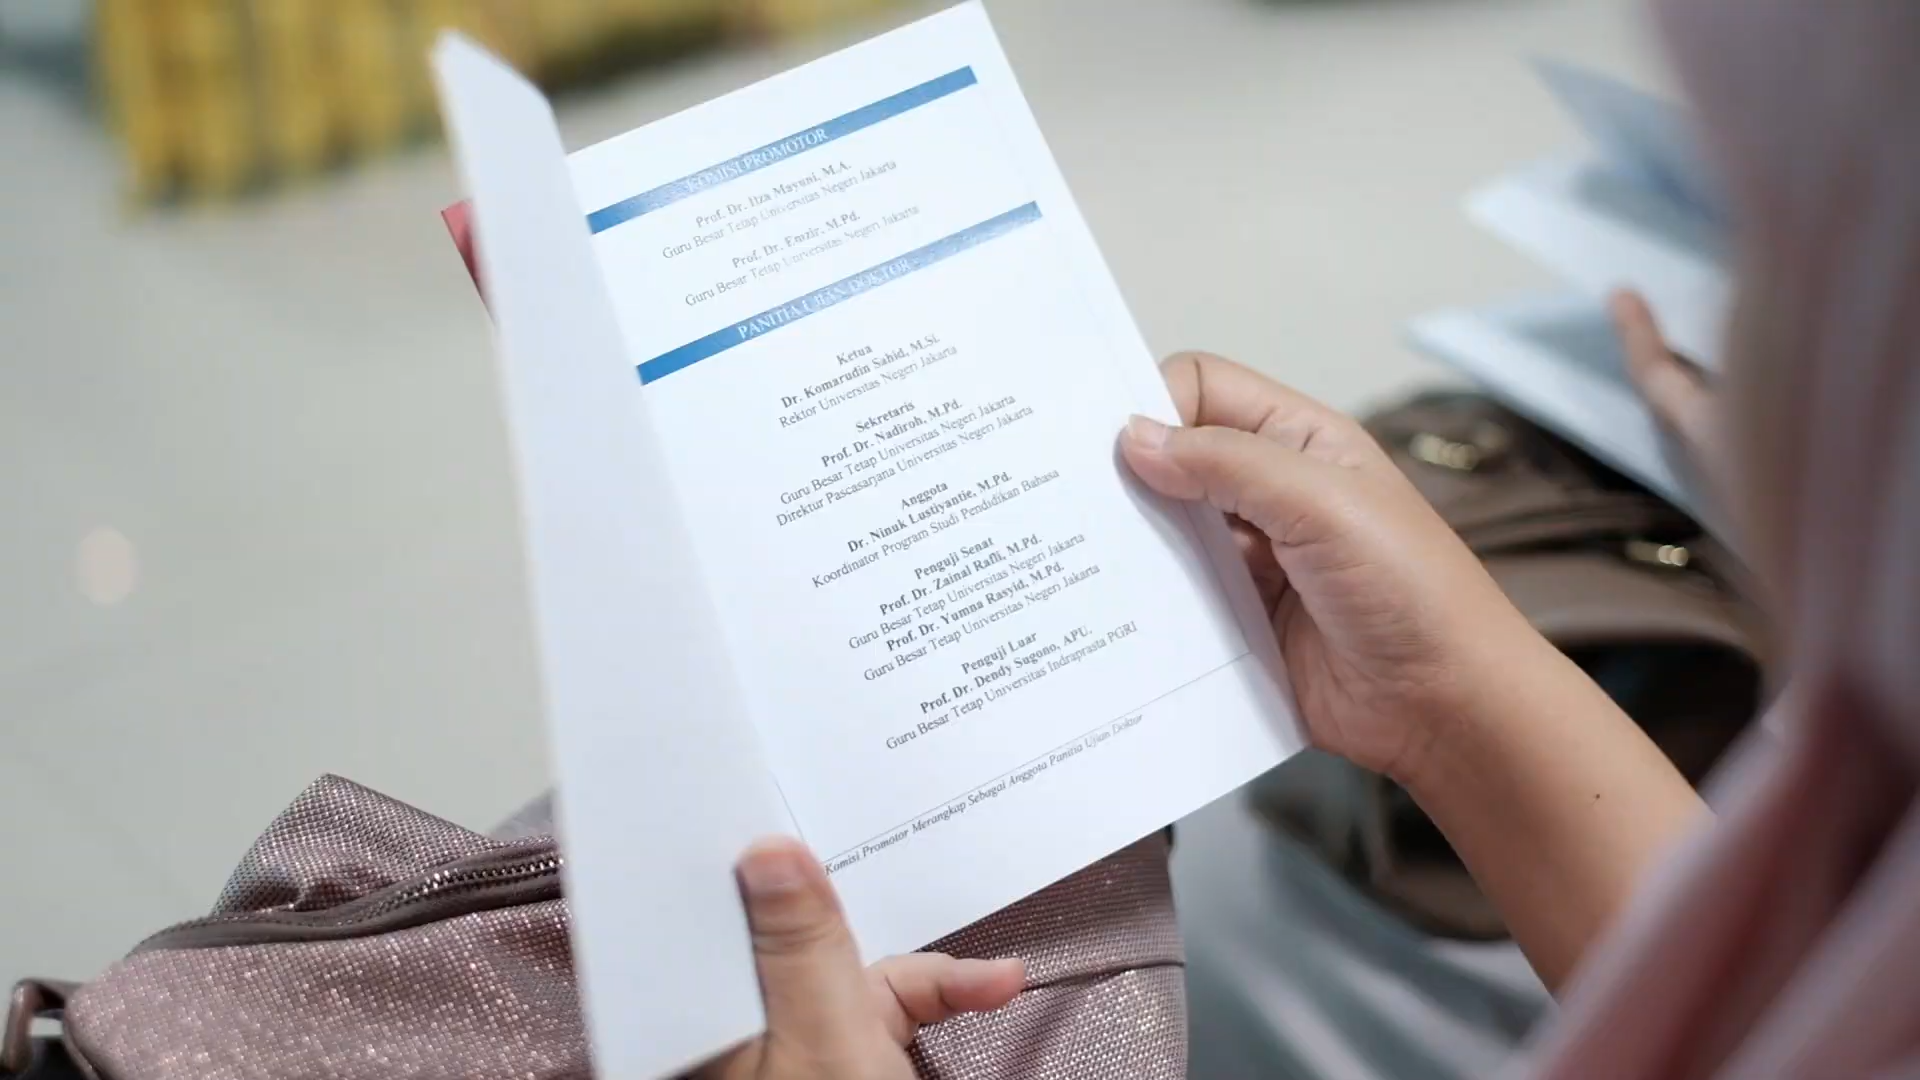 KOMISI PROMOTOR
Prof. Dr. Ilza Mayuni, M.A.
Guru Besar Tetap Universitas Negeri Jakarta
Prof. Dr. Emzir, M.Pd.
Guru Besar Tetap Universitas Negeri Jakarta
PANITIA UJIAN DOKTOR
Ketua
Dr. Komarudin Sahid, M.Si.
Rektor Universitas Negeri Jakarta
Sekretaris
Prof. Dr. Nadiroh, M.Pd.
Guru Besar Tetap Universitas Negeri Jakarta
Direktur Pascasarjana Universitas Negeri Jakarta
Anggota
Dr. Ninuk Lustiyantie, M.Pd.
Koordinator Program Studi Pendidikan Bahasa
Penguji Senat
Prof. Dr. Zainal Rafli, M.Pd.
Guru Besar Tetap Universitas Negeri Jakarta
Prof. Dr. Yumna Rasyid, M.Pd.
Guru Besar Tetap Universitas Negeri Jakarta
Penguji Luar
Prof. Dr. Dendy Sugono, APU.
Guru Besar Tetap Universitas Indraprasta PGRI
Komisi Promotor Merangkap Sebagai Anggota Panitia Ujian Doktor